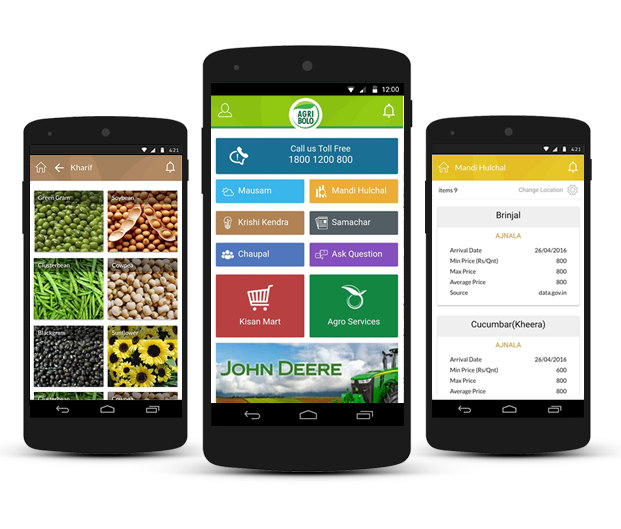 4:21
Kharif
Green Gram
Soybean
Clusterbean
Cowpea
Blackgram
Sunflower
Clusterbean
Cowpea
12:00
AGRI
BOLO
Call us Toll Free
1800 1200 800
Mausam
Mandi Hulchal
Krishi Kendra
Samachar
Chaupal
Ask Question
Kisan Mart
Agro Services
JOHN DEERE
4:21
Mandi Hulchal
items 9
Change Location
Brinjal
AJNALA
Arrival Date 26/04/2016
Min Price (Rs/Qnt) 800
Max Price 800
Average Price 800
Source data.gov.in
Cucumbar(Kheera)
AJNALA
Arrival Date 26/04/2016
Min Price (Rs/Qnt) 600
Max Price 800
Average Price 800